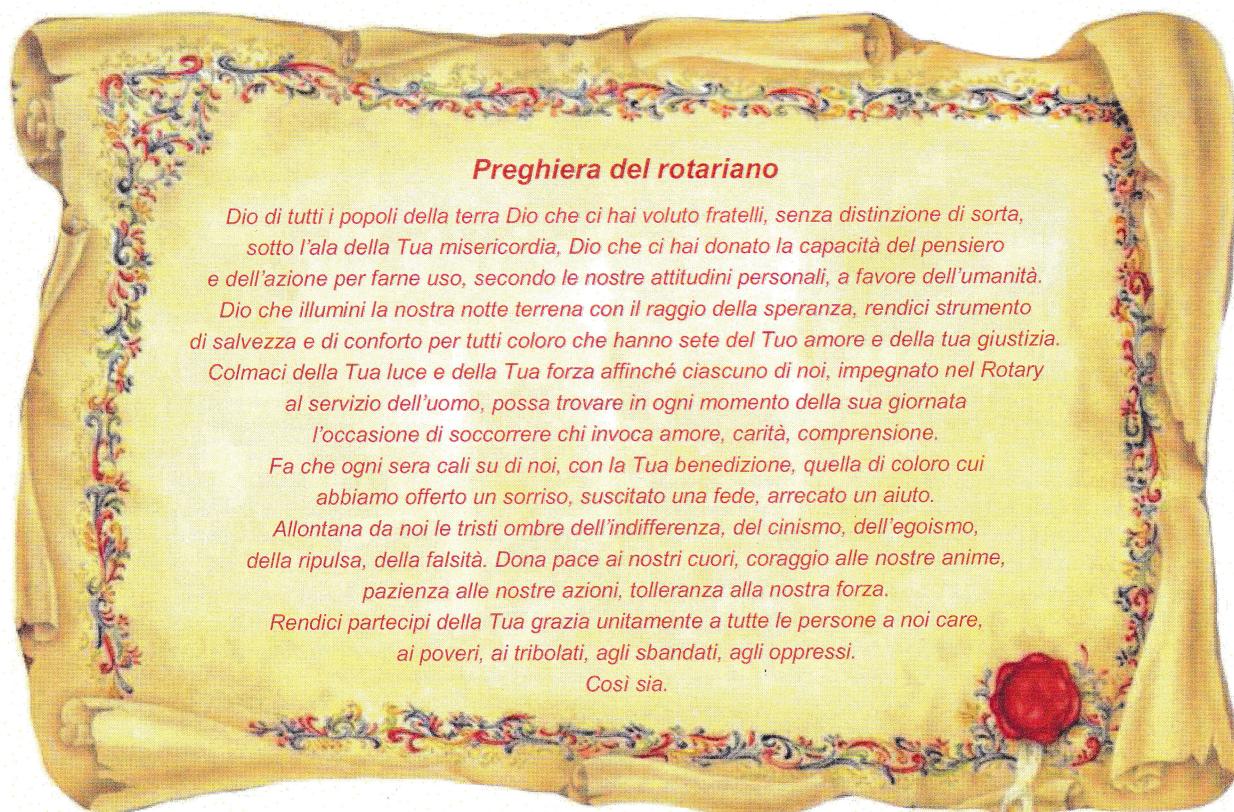 Preghiera del rotariano
Dio di tutti i popoli della terra Dio che ci hai voluto fratelli, senza distinzione di sorta,
sotto l'ala della Tua misericordia, Dio che ci hai donato la capacità del pensiero
e dell'azione per farne uso, secondo le nostre attitudini personali, a favore dell'umanità.
Dio che illumini la nostra notte terrena con il raggio della speranza, rendici strumento
di salvezza e di conforto per tutti coloro che hanno sete del Tuo amore e della tua giustizia.
Colmaci della Tua luce e della Tua forza affinché ciascuno di noi, impegnato nel Rotary
al servizio dell'uomo, possa trovare in ogni momento della sua giornata
l'occasione di soccorrere chi invoca amore, carità, comprensione.
Fa che ogni sera cali su di noi, con la Tua benedizione, quella di coloro cui
abbiamo offerto un sorriso, suscitato una fede, arrecato un aiuto.
Allontana da noi le tristi ombre dell'indifferenza, del cinismo, dell'egoismo,
della ripulsa, della falsità. Dona pace ai nostri cuori, coraggio alle nostre anime,
pazienza alle nostre azioni, tolleranza alla nostra forza.
Rendici partecipi della Tua grazia unitamente a tutte le persone a noi care,
ai poveri, ai tribolati, agli sbandati, agli oppressi.
Così sia.